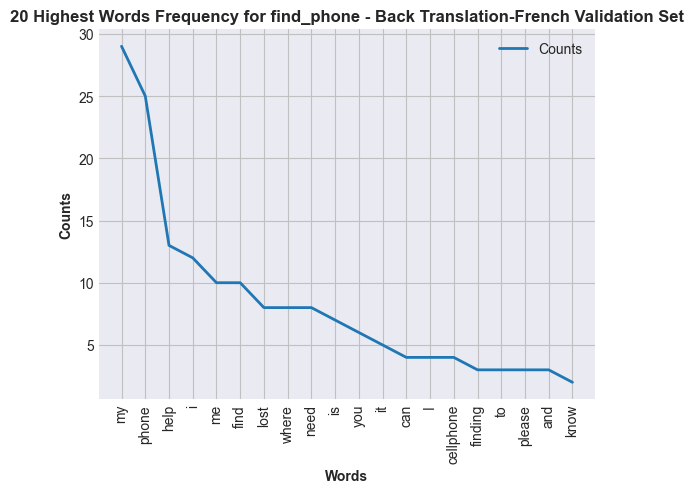 20 Highest Words Frequency for find_phone - Back Translation-French Validation Set
Counts
30
25
20
15
10
5
Counts
my
phone
help
i
me
find
lost
where
need
is
you
it
can
I
cellphone
finding
to
please
and
know
Words